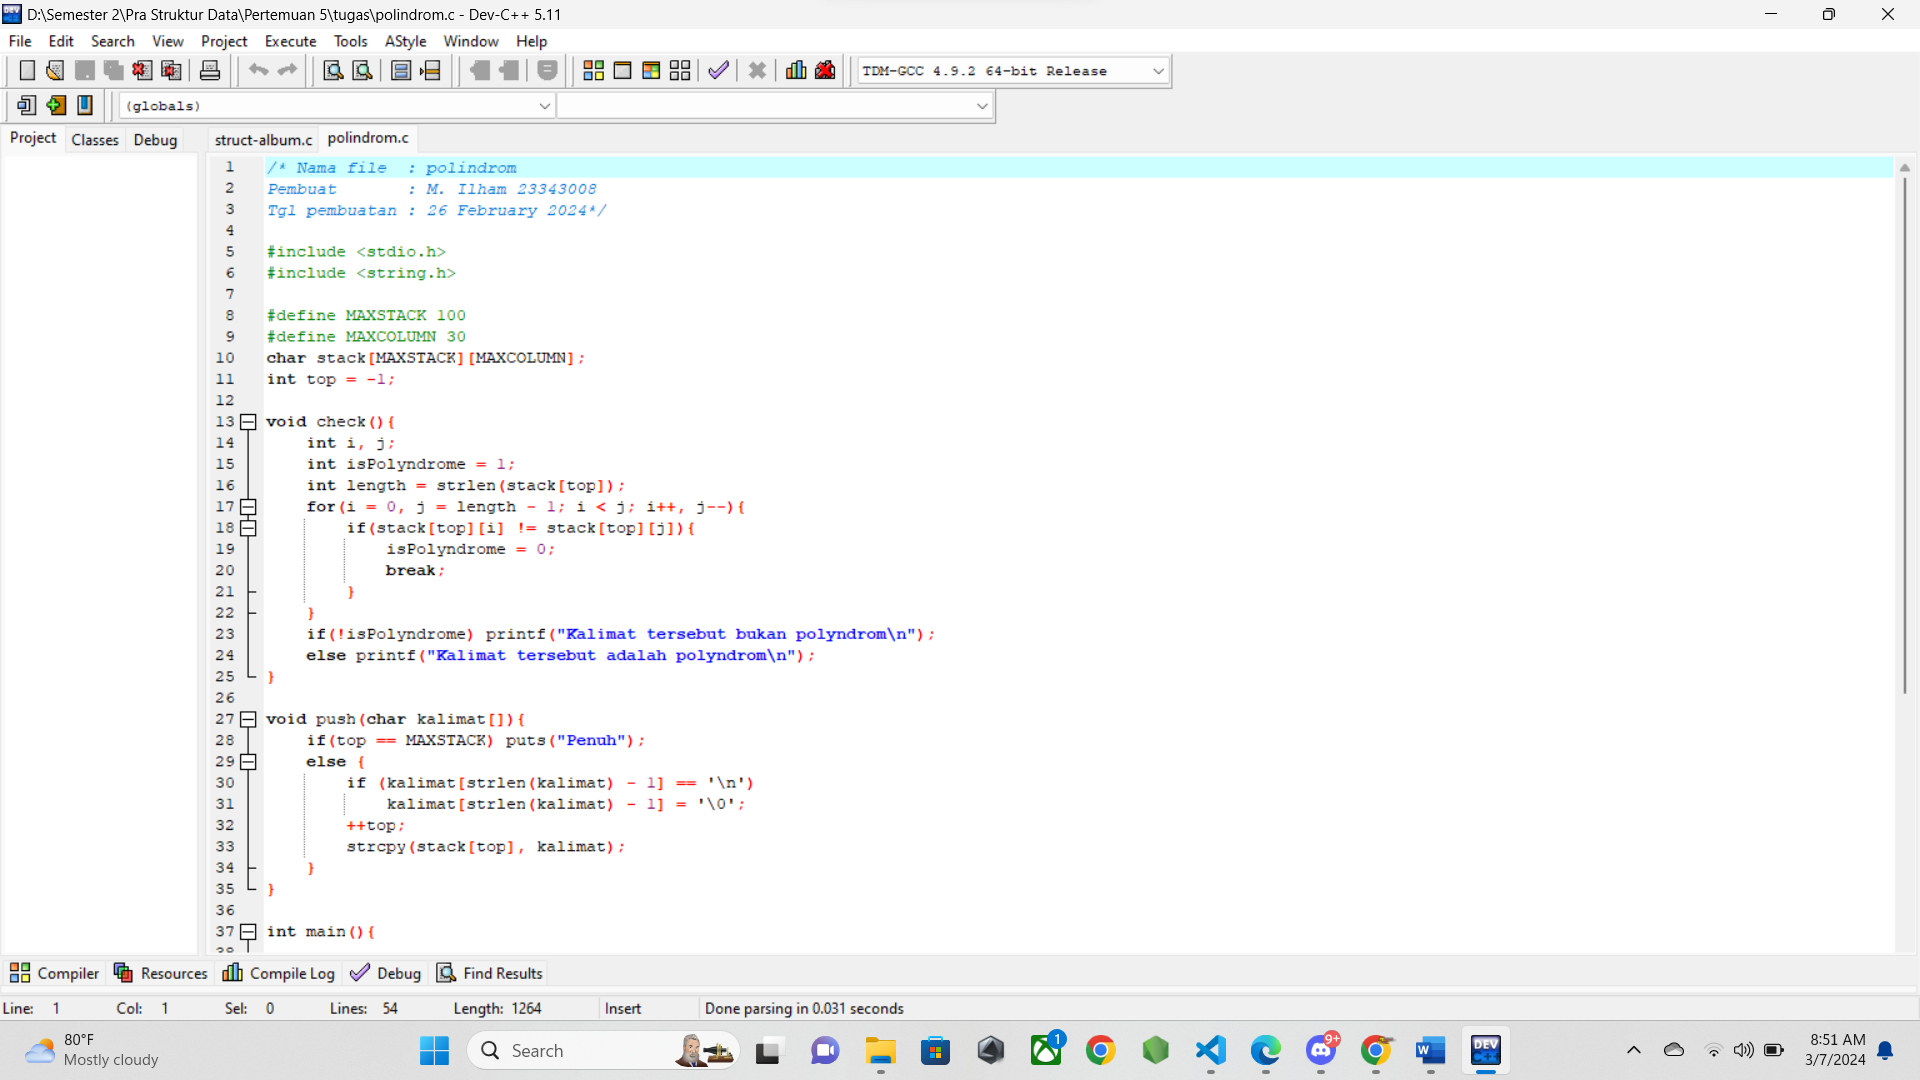 D:\Semester 2\Pra Struktur Data\Pertemuan 5\tugas\polindrom.c - Dev-C++ 5.11
File Edit Search View Project Execute Tools AStyle Window Help
TDM-GCC 4.9.2 64-bit Release
(globals)
Project Classes Debug struct-album.c polindrom.c
1 /* Nama file  : polindrom
2 Pembuat       : M. Ilham 23343008
3 Tgl pembuatan : 26 February 2024*/
4
5 #include <stdio.h>
6 #include <string.h>
7
8 #define MAXSTACK 100
9 #define MAXCOLUMN 30
10 char stack[MAXSTACK][MAXCOLUMN];
11 int top = -1;
12
13 void check(){
14     int i, j;
15     int isPolyndrome = 1;
16     int length = strlen(stack[top]);
17     for(i = 0, j = length - 1; i < j; i++, j--){
18         if(stack[top][i] != stack[top][j]){
19             isPolyndrome = 0;
20             break;
21         }
22     }
23     if(!isPolyndrome) printf("Kalimat tersebut bukan polyndrom\n");
24     else printf("Kalimat tersebut adalah polyndrom\n");
25 }
26
27 void push(char kalimat[]){
28     if(top == MAXSTACK) puts("Penuh");
29     else {
30         if (kalimat[strlen(kalimat) - 1] == '\n')
31             kalimat[strlen(kalimat) - 1] = '\0';
32         ++top;
33         strcpy(stack[top], kalimat);
34     }
35 }
36
37 int main(){
38
Compiler Resources Compile Log Debug Find Results
Line: 1 Col: 1 Sel: 0 Lines: 54 Length: 1264 Insert Done parsing in 0.031 seconds
80°F
Mostly cloudy
Search
1
9+
W
DEV
C++
8:51 AM
3/7/2024